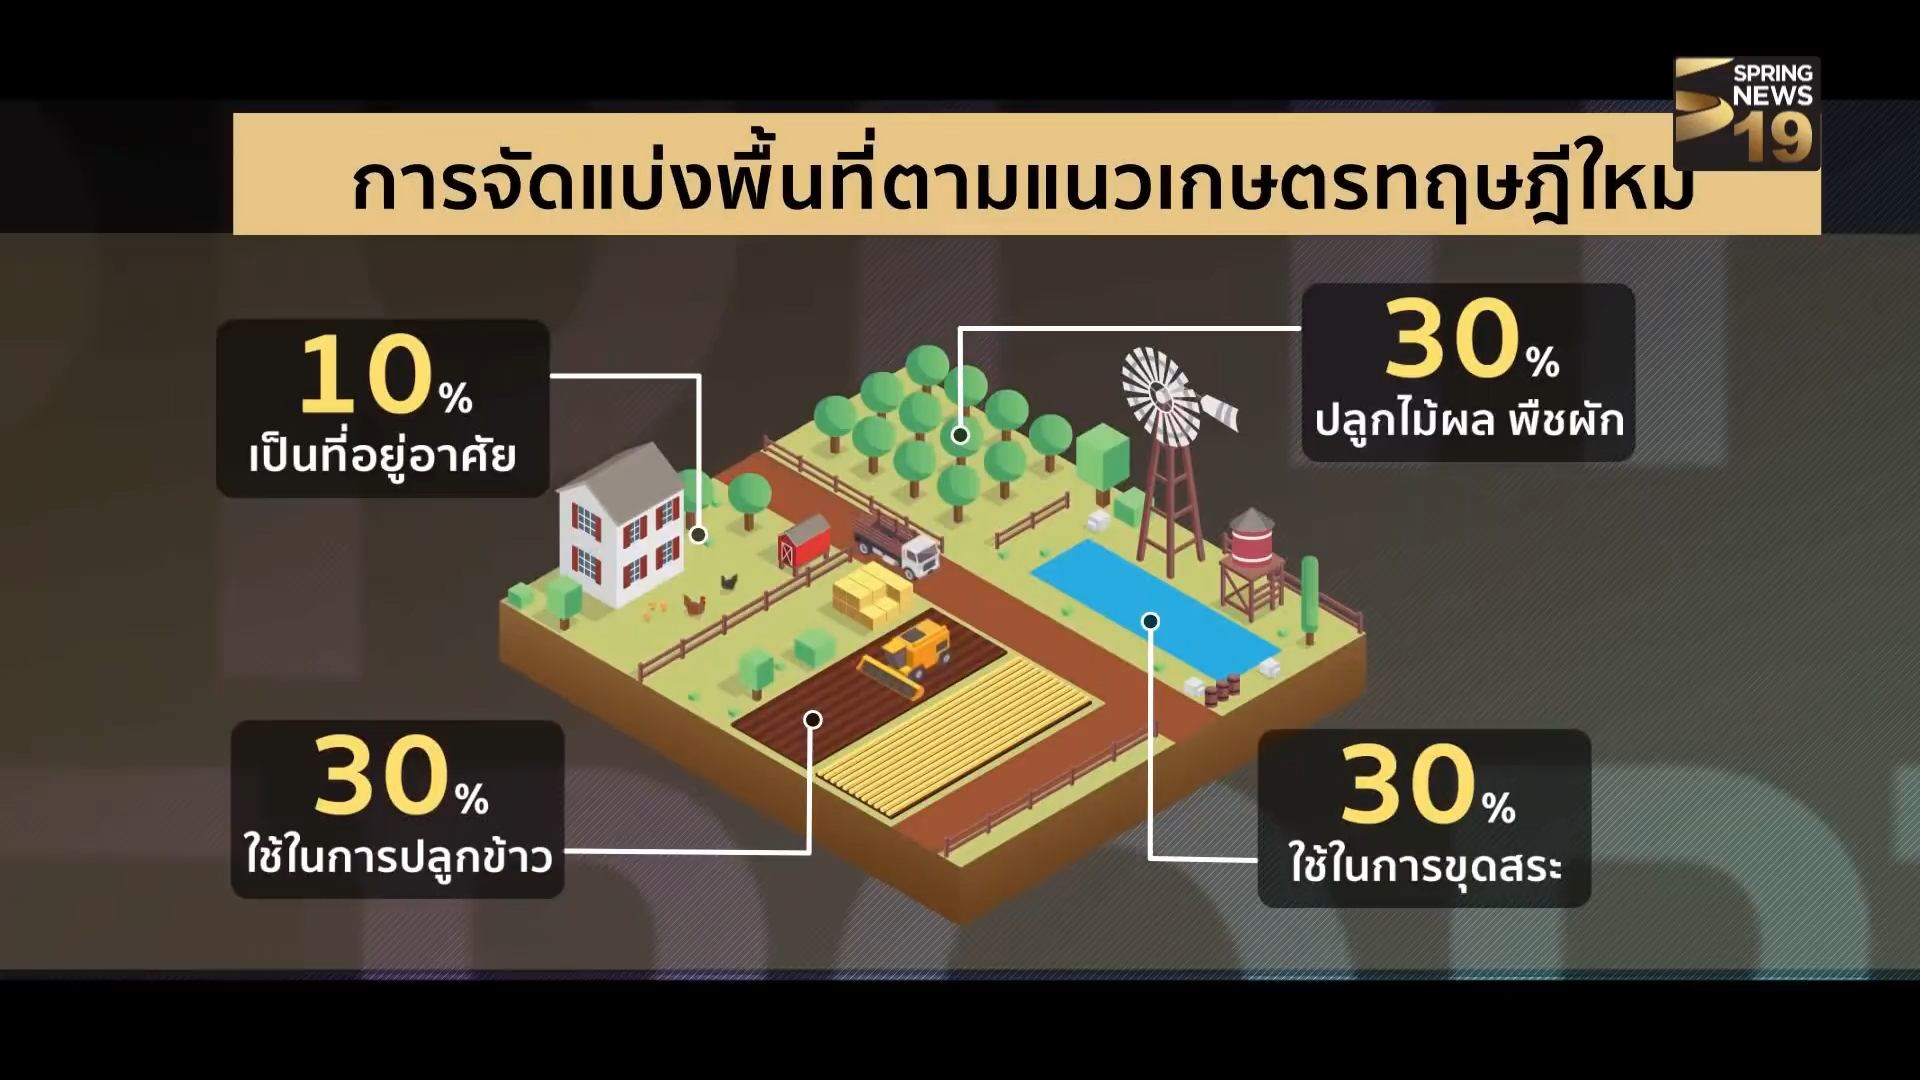 SPRING
NEWS
19
การจัดแบ่งพื้นที่ตามแนวเกษตรทฤษฎีใหม
10%
เป็นที่อยู่อาศัย
30%
ปลูกไม้ผล พืชผัก
30%
ใช้ในการปลูกข้าว
30%
ใช้ในการขุดสระ